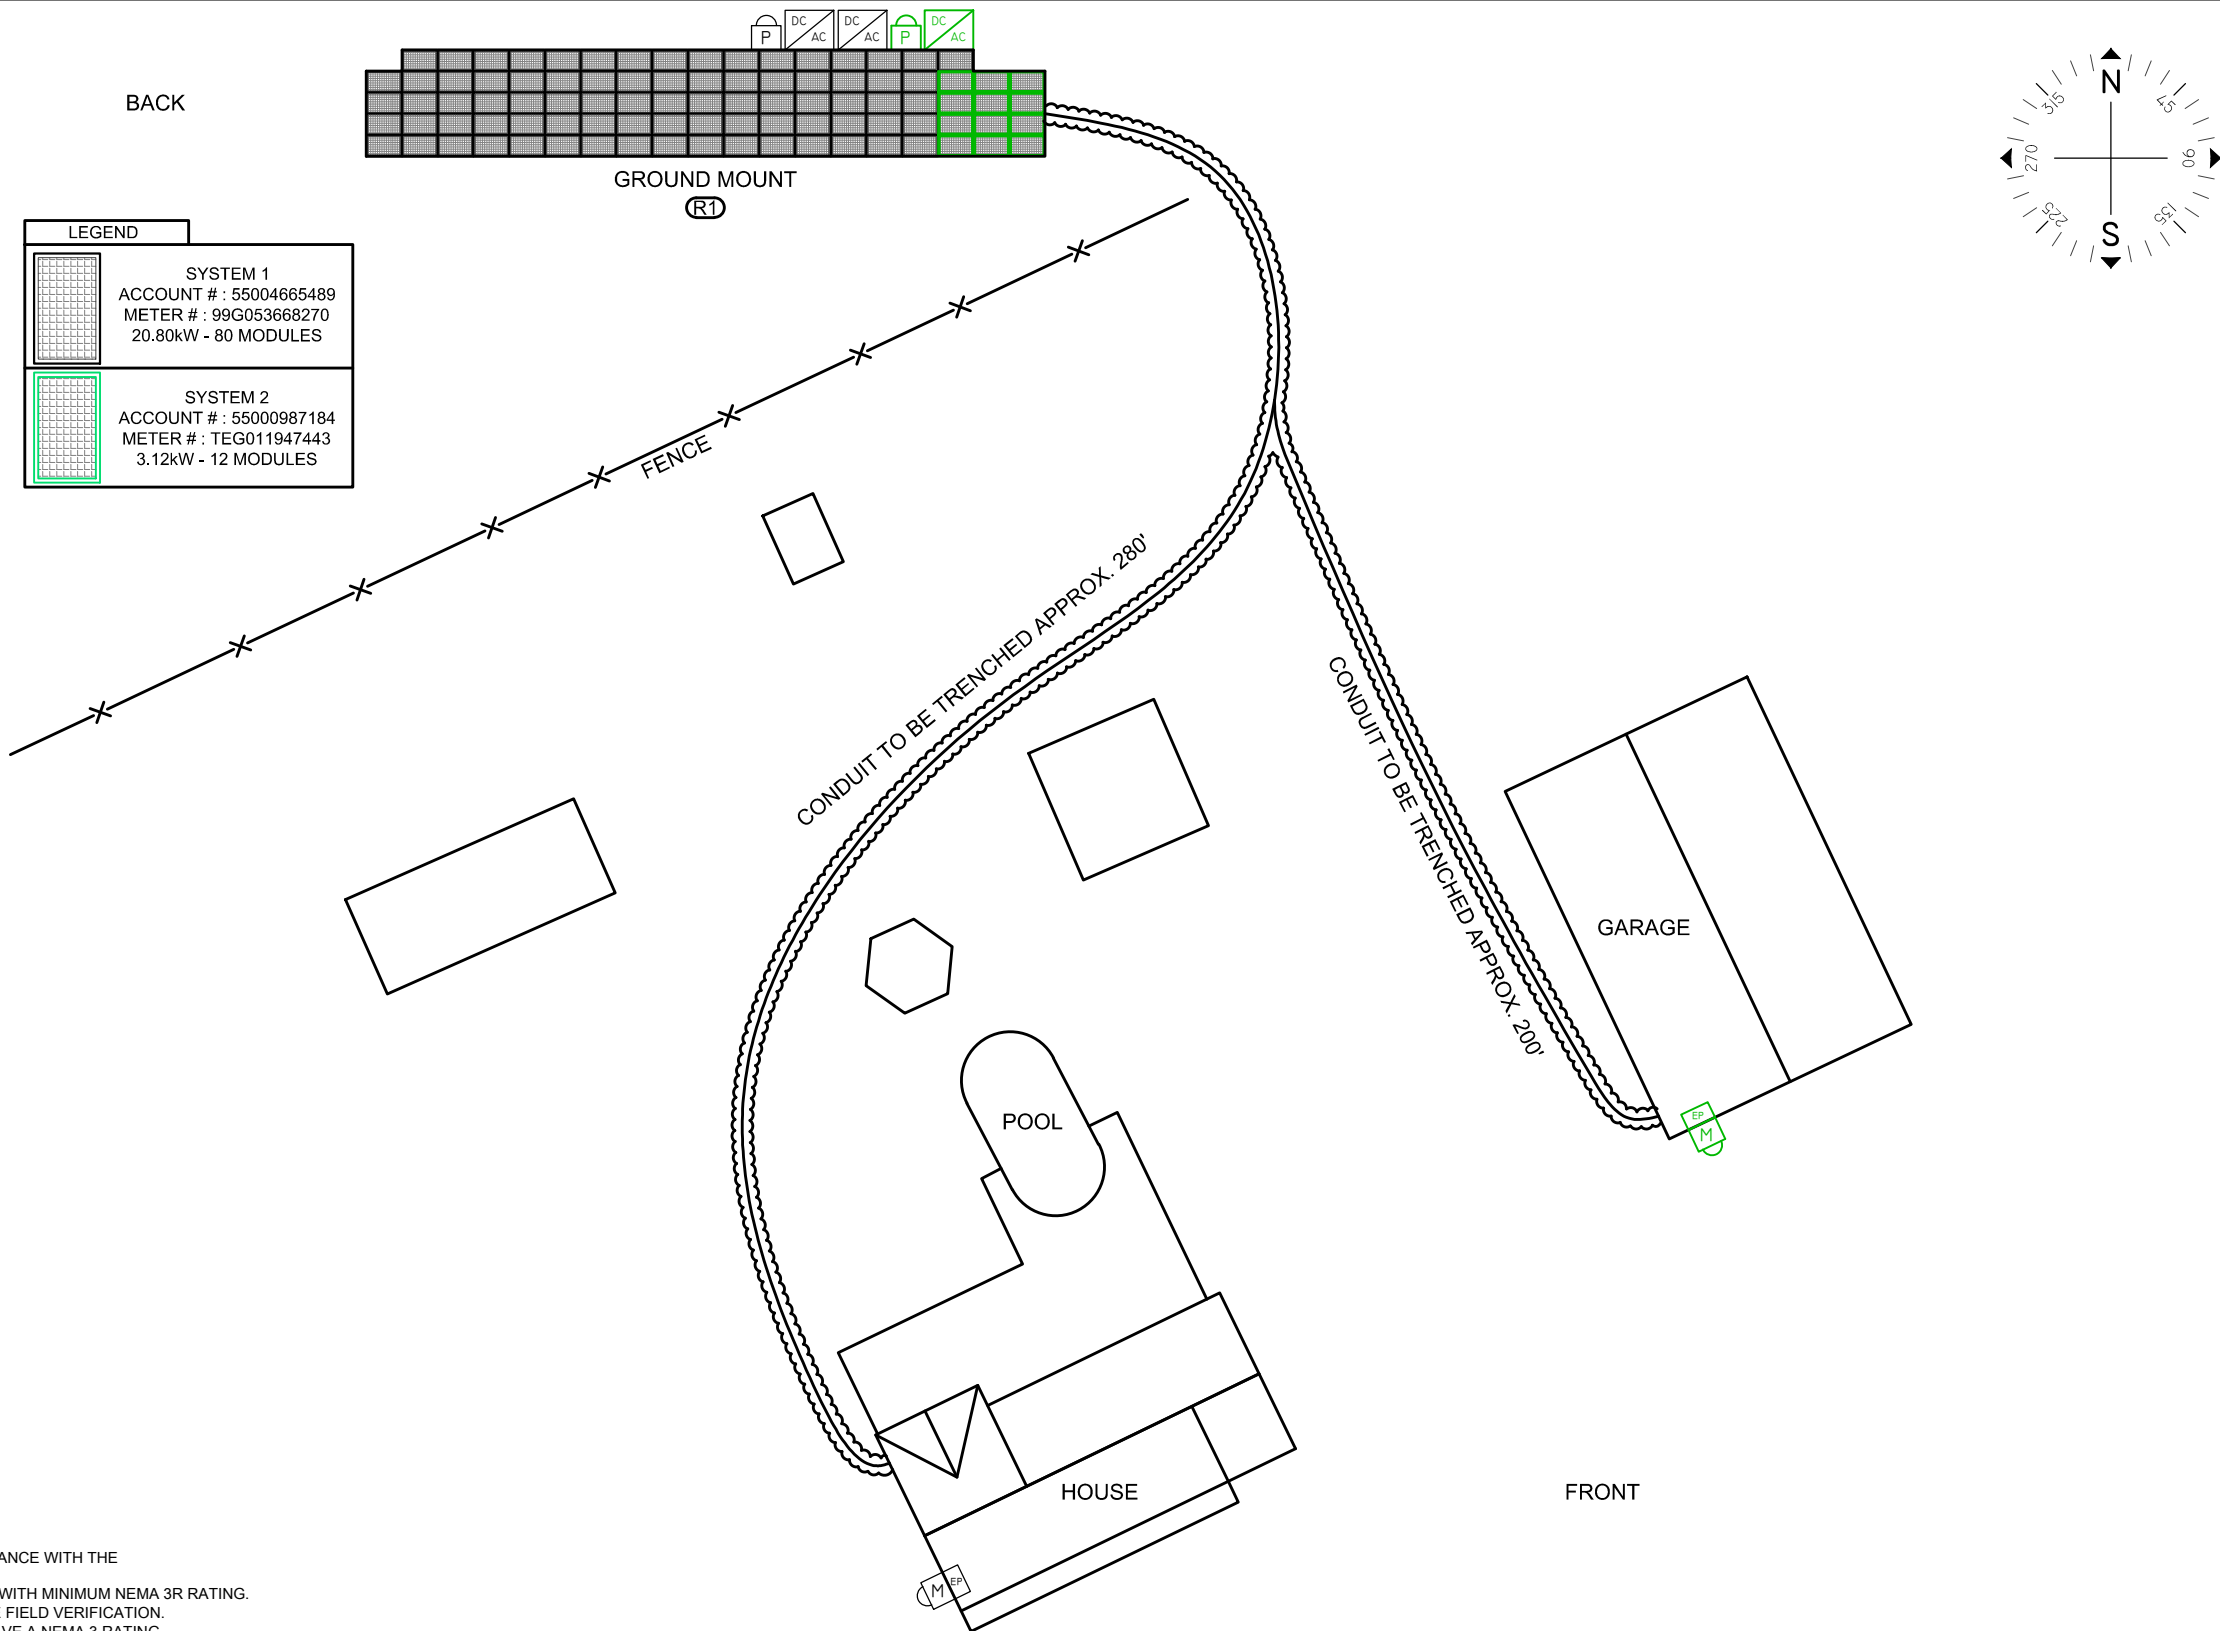 P
DC
AC
DC
AC
P
DC
AC
BACK
GROUND MOUNT
R1
N
45
90
135
S
225
270
315
LEGEND
SYSTEM 1
ACCOUNT # : 55004665489
METER # : 99G053668270
20.80kW - 80 MODULES
SYSTEM 2
ACCOUNT # : 55000987184
METER # : TEG011947443
3.12kW - 12 MODULES
FENCE
CONDUIT TO BE TRENCHED APPROX. 280'
CONDUIT TO BE TRENCHED APPROX. 200'
GARAGE
EP
M
POOL
HOUSE
FRONT
M
EP
WITH THE
WITH MINIMUM NEMA 3R RATING.
FIELD VERIFICATION.
A NEMA 3 RATING